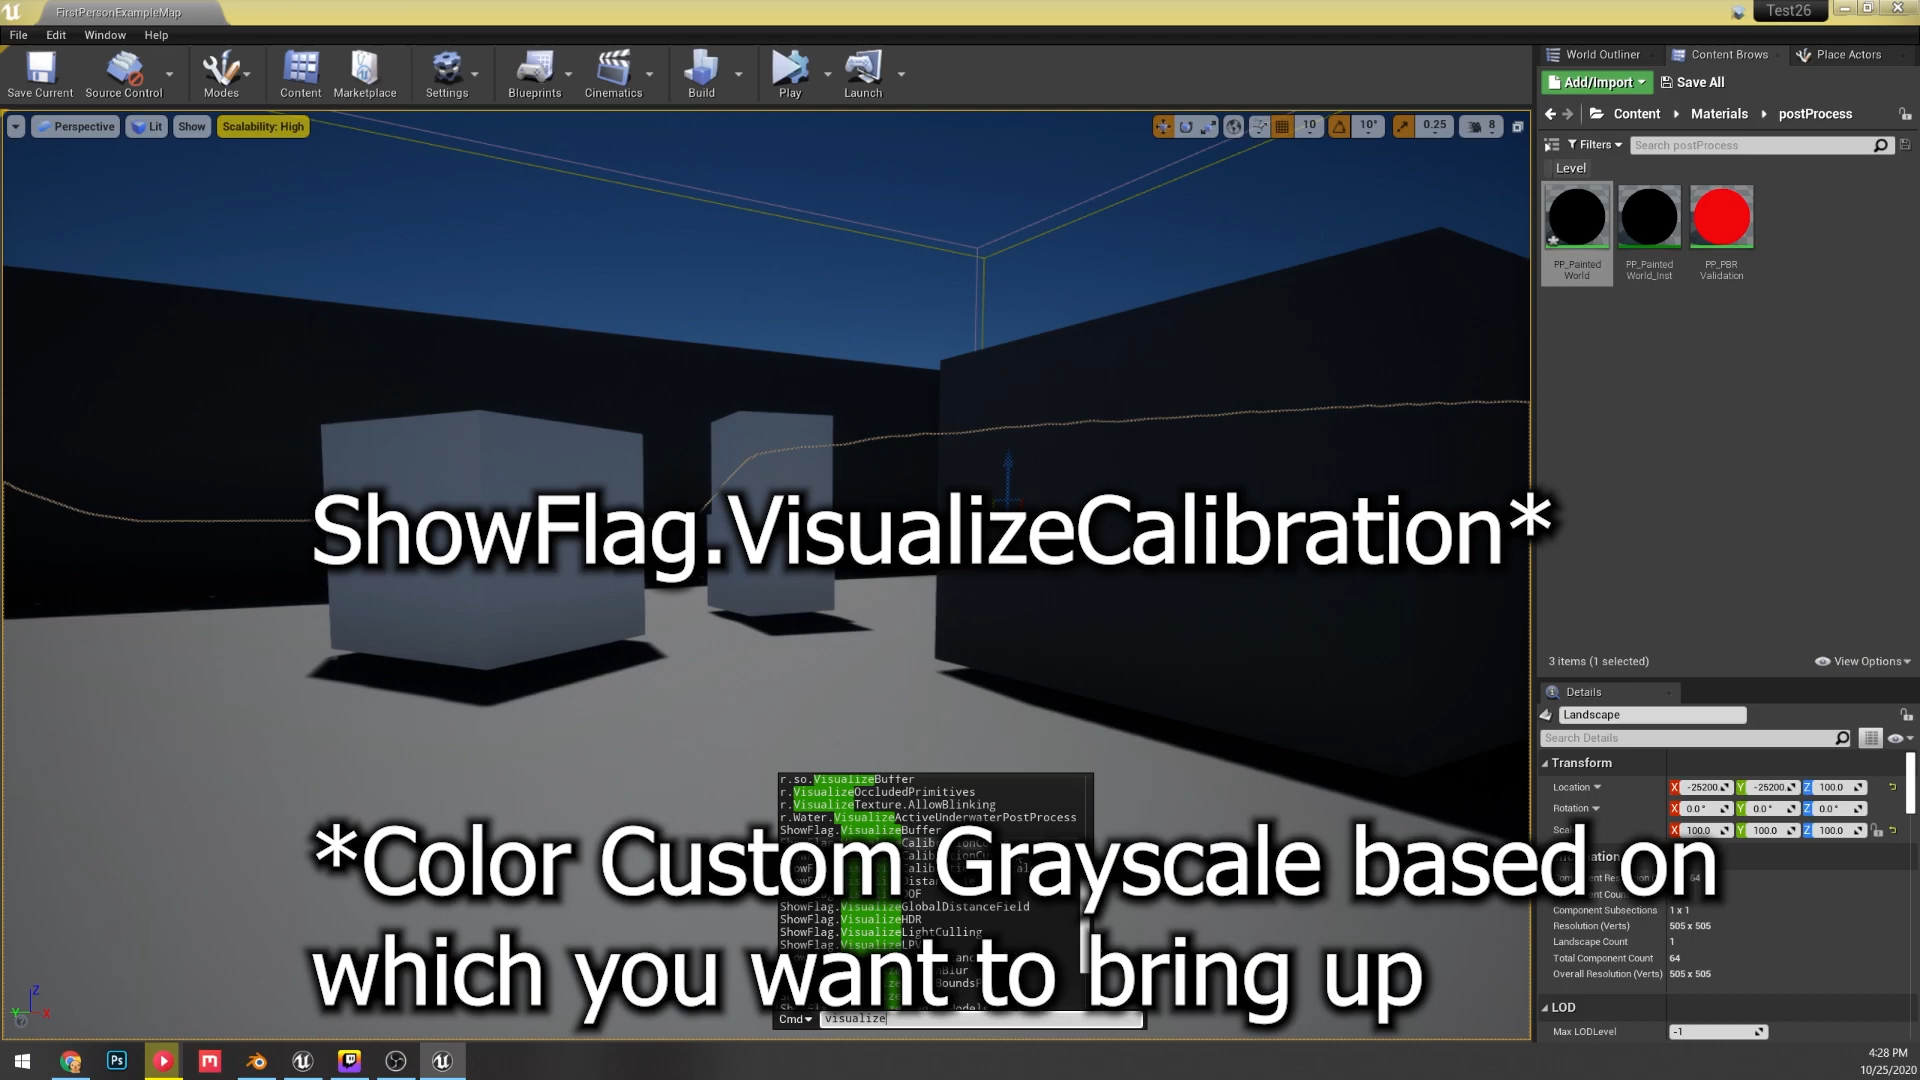 FirstPersonExampleMap
Test26
File Edit Window Help
Save Current
Source Control
Modes
Content
Marketplace
Settings
Blueprints
Cinematics
Build
Play
Launch
World Outliner
Content Brows
Place Actors
Add/Import
Save All
Content
Materials
postProcess
Filters
Search postProcess
Level
PP_Painted
World
PP_Painted
World_Inst
PP_PBR
Validation
Perspective
Lit
Show
Scalability: High
10
10°
0.25
8
ShowFlag.VisualizeCalibration*
*Color Custom Grayscale based on
which you want to bring up
r.so.VisualizeBuffer
r.VisualizeOccludedPrimitives
r.VisualizeTexture.AllowBlinking
r.Water.VisualizeActiveUnderwaterPostProcess
ShowFlag.VisualizeBuffer
ShowFlag.VisualizeGlobalDistanceField
ShowFlag.VisualizeHDR
ShowFlag.VisualizeLightCulling
ShowFlag.VisualizeLPV
Cmd
visualize
3 items (1 selected)
View Options
Details
Landscape
Search Details
Transform
Location X -25200. Y -25200. Z 100.0
Rotation X 0.0° Y 0.0° Z 0.0°
X 100.0 Y 100.0 Z 100.0
Component Subsections 1 x 1
Resolution (Verts) 505 x 505
Landscape Count 1
Total Component Count 64
Overall Resolution (Verts) 505 x 505
LOD
Max LODLevel -1
Z
Y
X
Ps
4:28 PM
10/25/2020